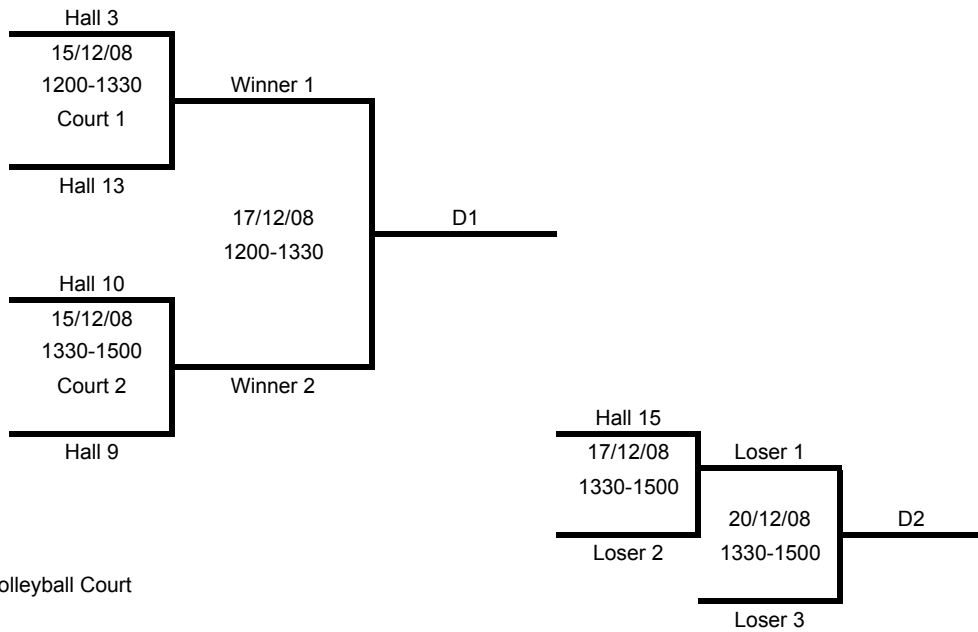 Hall 3
15/12/08
1200-1330
Court 1
Hall 13
Winner 1
17/12/08
1200-1330
D1
Hall 10
15/12/08
1330-1500
Court 2
Hall 9
Winner 2
Hall 15
17/12/08
1330-1500
Loser 2
Loser 1
20/12/08
1330-1500
Loser 3
D2
olleyball Court